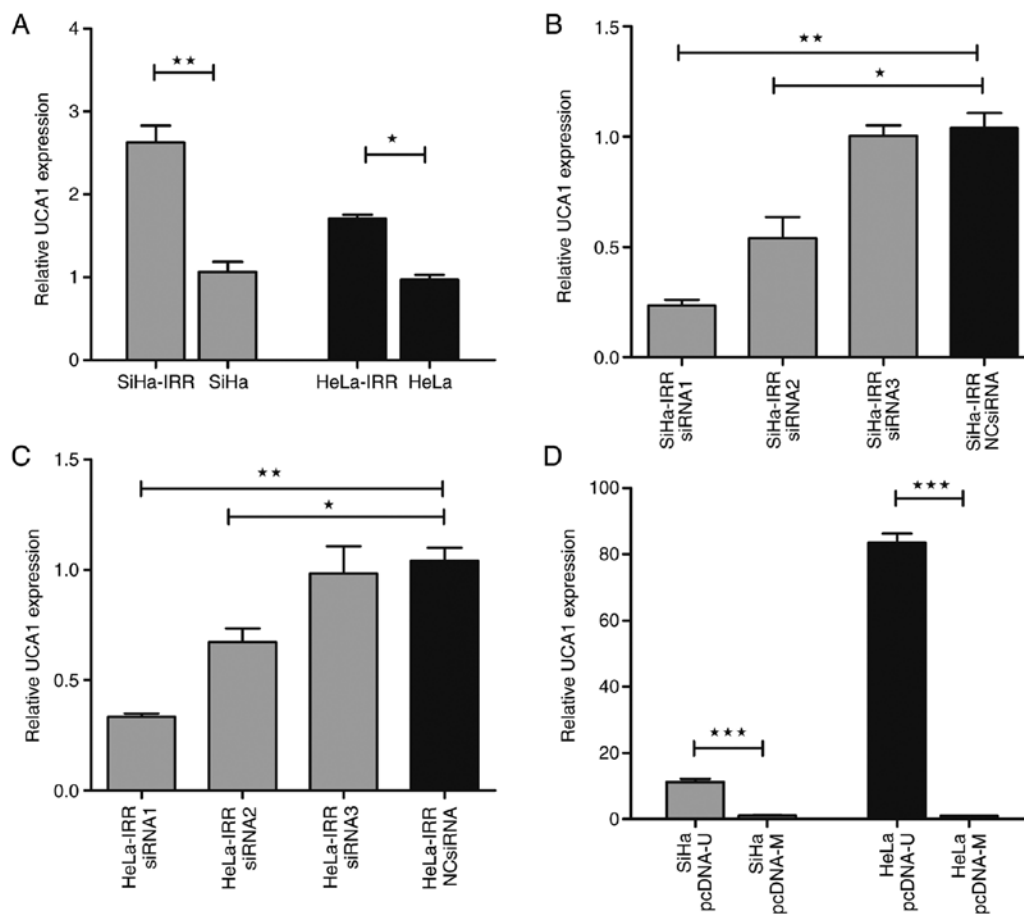 A
Relative UCA1 expression
4
3
2
1
0
★★
★
SiHa-IRR
SiHa
HeLa-IRR
HeLa
B
Relative UCA1 expression
1.5
1.0
0.5
0.0
★★
★
SiHa-IRR
siRNA1
SiHa-IRR
siRNA2
SiHa-IRR
siRNA3
SiHa-IRR
NCsiRNA
C
Relative UCA1 expression
1.5
1.0
0.5
0.0
★★
★
HeLa-IRR
siRNA1
HeLa-IRR
siRNA2
HeLa-IRR
siRNA3
HeLa-IRR
NCsiRNA
D
Relative UCA1 expression
100
80
60
40
20
0
★★★
★★★
SiHa
pcDNA-U
SiHa
pcDNA-M
HeLa
pcDNA-U
HeLa
pcDNA-M